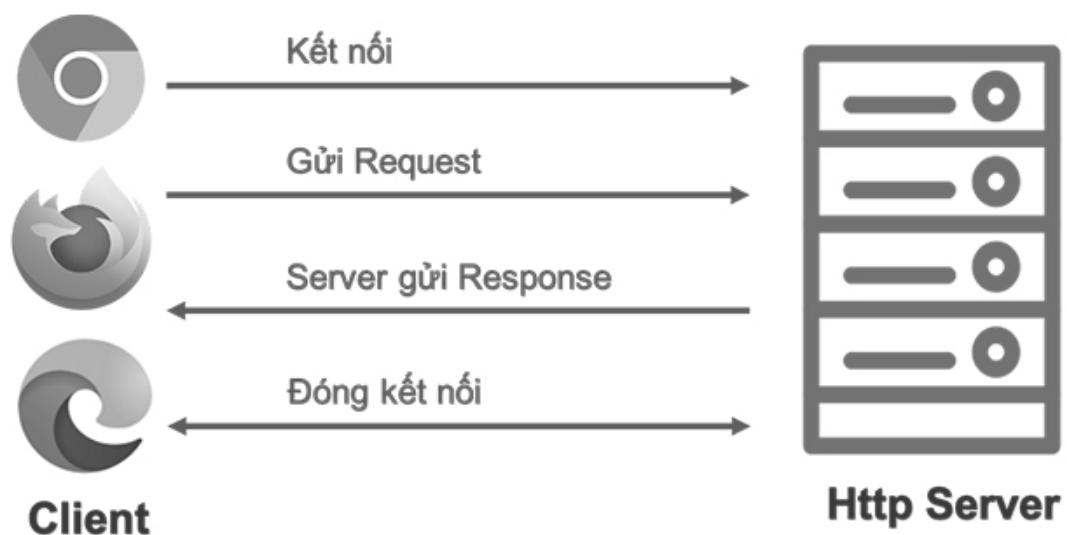 Kết nối
Gửi Request
Server gửi Response
Đóng kết nối
Client
Http Server